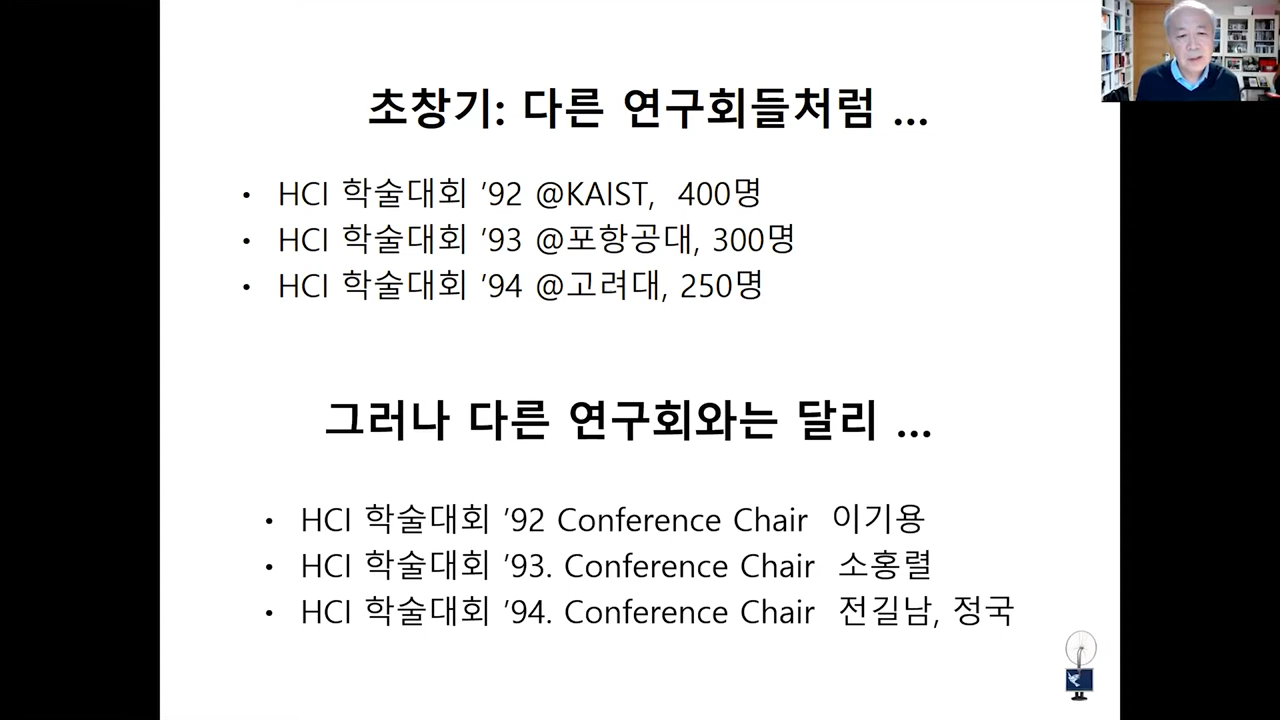 초창기: 다른 연구회들처럼 ...
• HCI 학술대회 ’92 @KAIST, 400명
• HCI 학술대회 ’93 @포항공대, 300명
• HCI 학술대회 ’94 @고려대, 250명
그러나 다른 연구회와는 달리 ...
• HCI 학술대회 ’92 Conference Chair 이기용
• HCI 학술대회 ’93. Conference Chair 소흥렬
• HCI 학술대회 ’94. Conference Chair 전길남, 정국